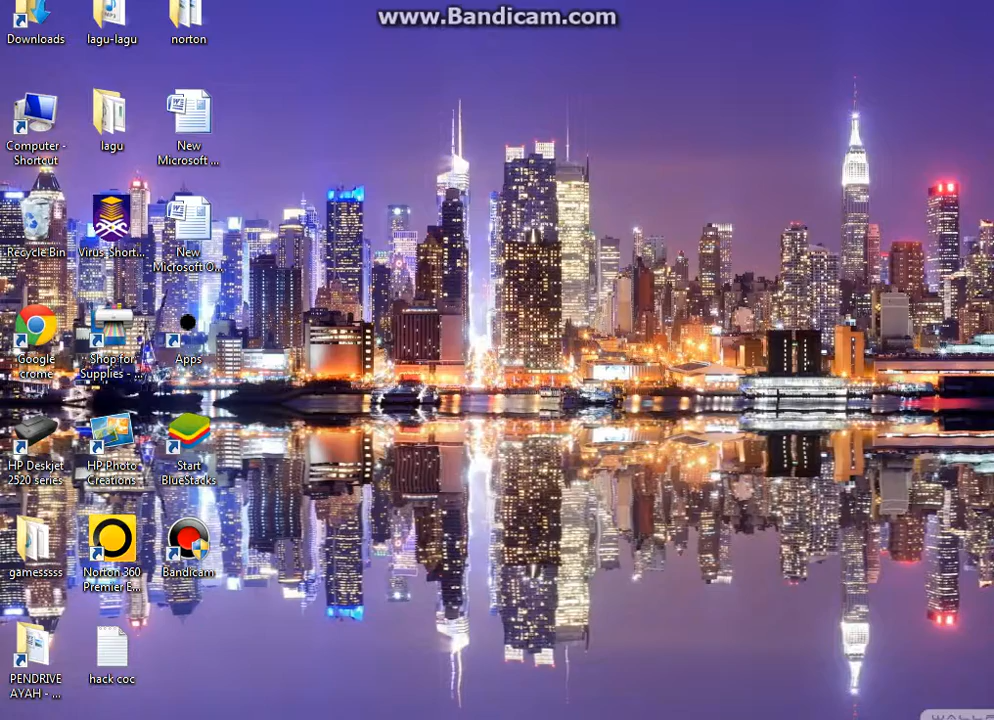 www.Bandicam.com
Downloads
lagu-lagu
norton
Computer -
Shortcut
lagu
New
Microsoft ...
Recycle Bin
Virus_Short...
New
Microsoft O...
Google
crome
Shop for
Supplies - ...
Apps
HP Deskjet
2520 series
HP Photo
Creations
Start
BlueStacks
gamesssss
Norton 360
Premier E...
Bandicam
PENDRIVE
AYAH - ...
hack coc